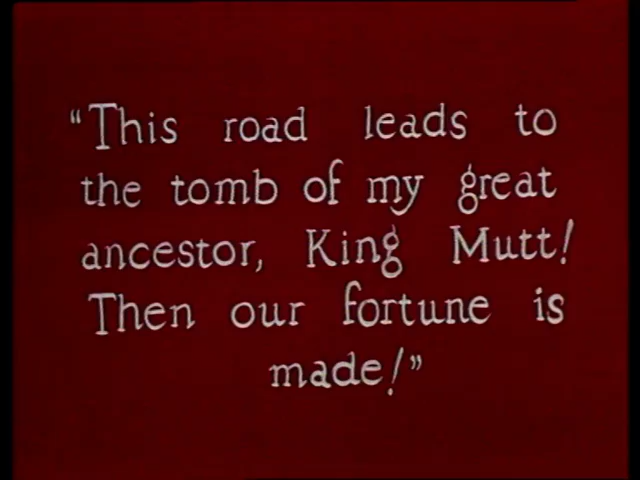 “This road leads to
the tomb of my great
ancestor, King Mutt!
Then our fortune is
made!”